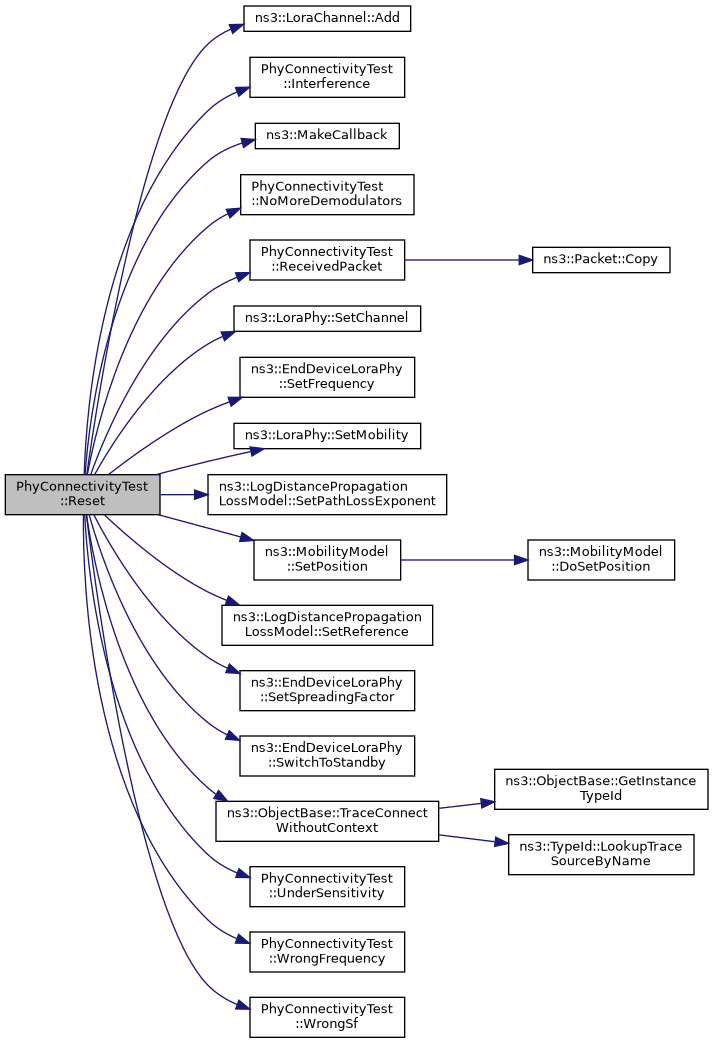 ns3::LoraChannel::Add
PhyConnectivityTest
::Interference
ns3::MakeCallback
PhyConnectivityTest
::NoMoreDemodulators
PhyConnectivityTest
::ReceivedPacket
ns3::Packet::Copy
ns3::LoraPhy::SetChannel
ns3::EndDeviceLoraPhy
::SetFrequency
ns3::LoraPhy::SetMobility
PhyConnectivityTest
::Reset
ns3::LogDistancePropagation
LossModel::SetPathLossExponent
ns3::MobilityModel
::SetPosition
ns3::MobilityModel
::DoSetPosition
ns3::LogDistancePropagation
LossModel::SetReference
ns3::EndDeviceLoraPhy
::SetSpreadingFactor
ns3::EndDeviceLoraPhy
::SwitchToStandby
ns3::ObjectBase::TraceConnect
WithoutContext
ns3::ObjectBase::GetInstance
TypeId
ns3::TypeId::LookupTrace
SourceByName
PhyConnectivityTest
::UnderSensitivity
PhyConnectivityTest
::WrongFrequency
PhyConnectivityTest
::WrongSf